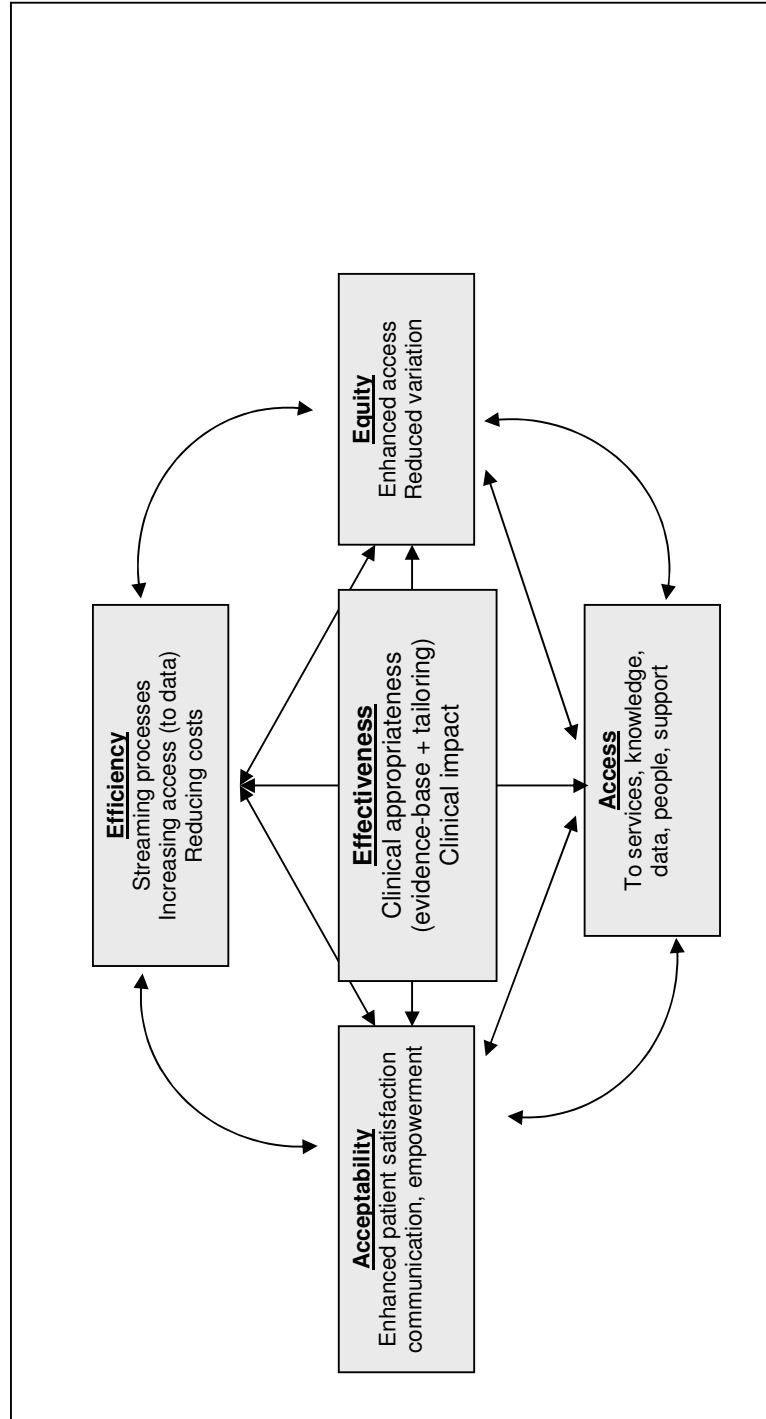 Efficiency
Streaming processes
Increasing access (to data)
Reducing costs
Acceptability
Enhanced patient satisfaction
communication, empowerment
Effectiveness
Clinical appropriateness
(evidence-base + tailoring)
Clinical impact
Equity
Enhanced access
Reduced variation
Access
To services, knowledge,
data, people, support